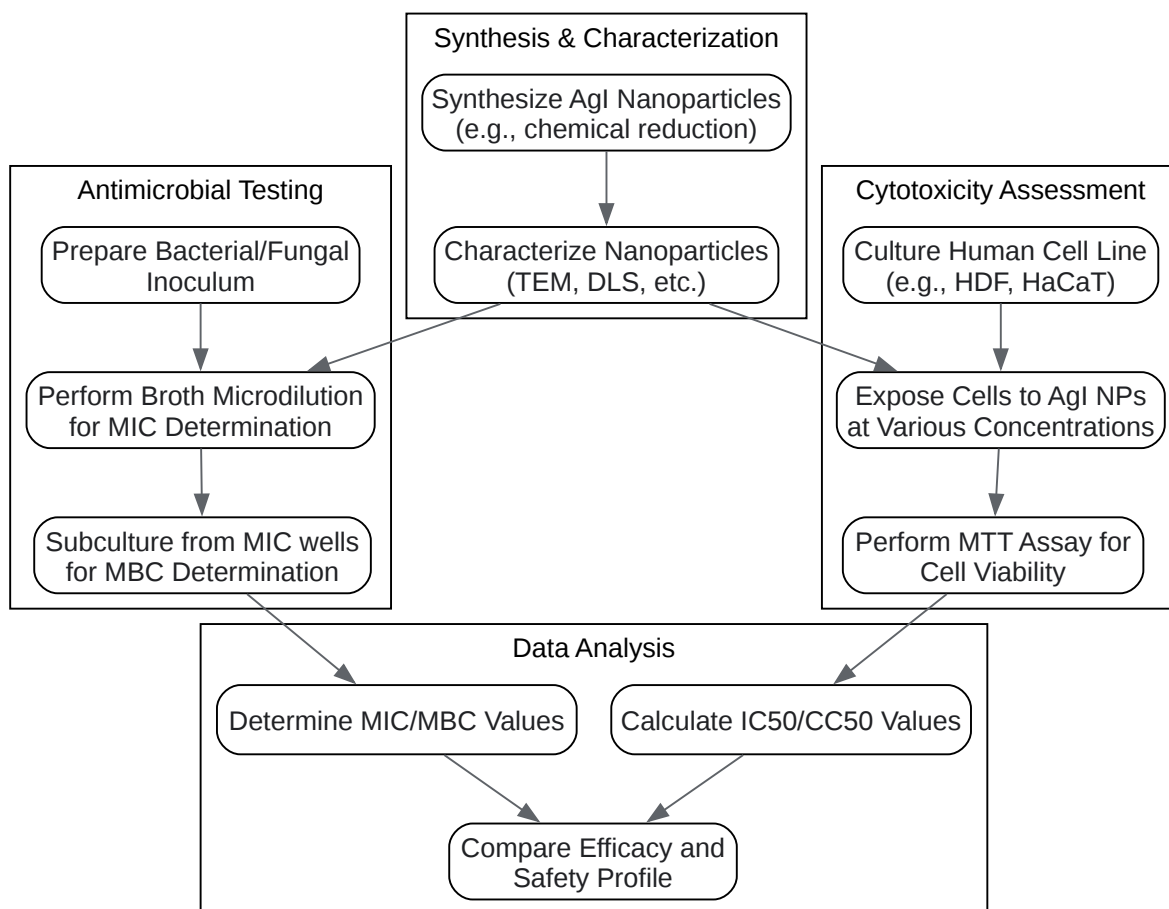 Synthesis & Characterization
Synthesize AgI Nanoparticles
(e.g., chemical reduction)
Characterize Nanoparticles
(TEM, DLS, etc.)
Antimicrobial Testing
Prepare Bacterial/Fungal
Inoculum
Perform Broth Microdilution
for MIC Determination
Subculture from MIC wells
for MBC Determination
Cytotoxicity Assessment
Culture Human Cell Line
(e.g., HDF, HaCaT)
Expose Cells to AgI NPs
at Various Concentrations
Perform MTT Assay for
Cell Viability
Data Analysis
Determine MIC/MBC Values
Calculate IC50/CC50 Values
Compare Efficacy and
Safety Profile